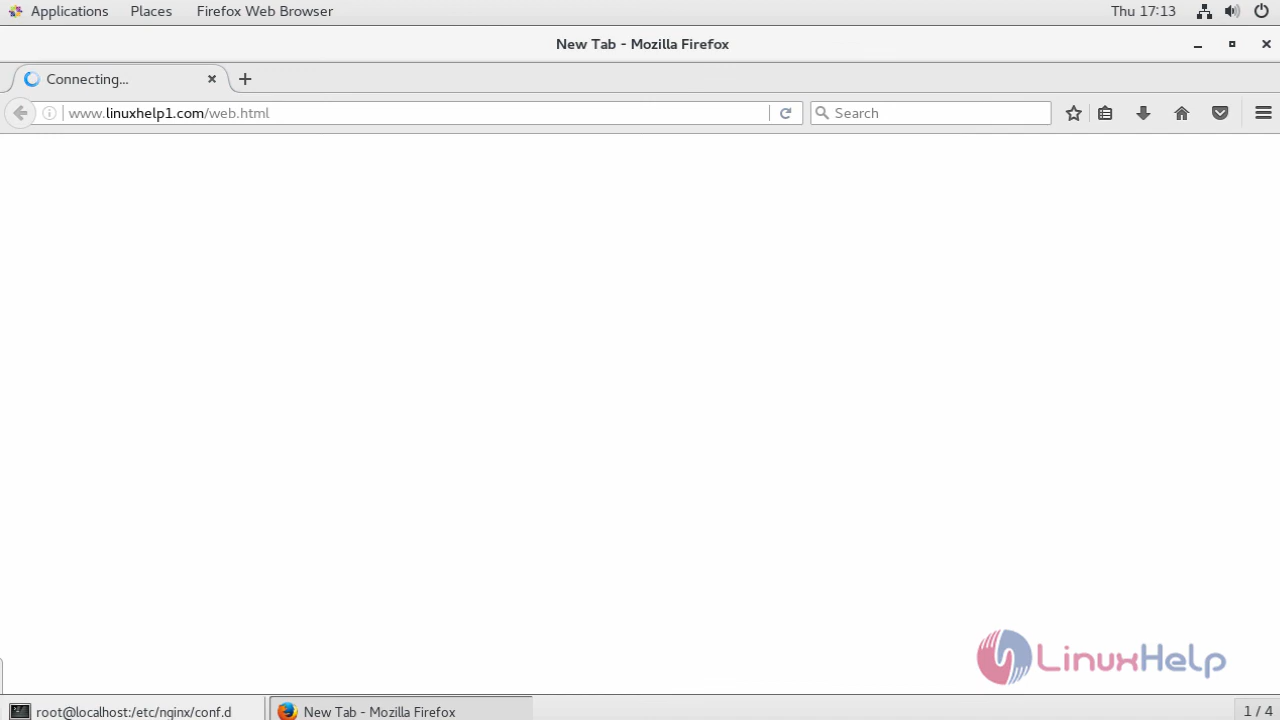 Applications Places Firefox Web Browser Thu 17:13
New Tab - Mozilla Firefox
Connecting...
www.linuxhelp1.com/web.html Search
LinuxHelp
root@localhost:/etc/nginx/conf.d New Tab - Mozilla Firefox 1 / 4